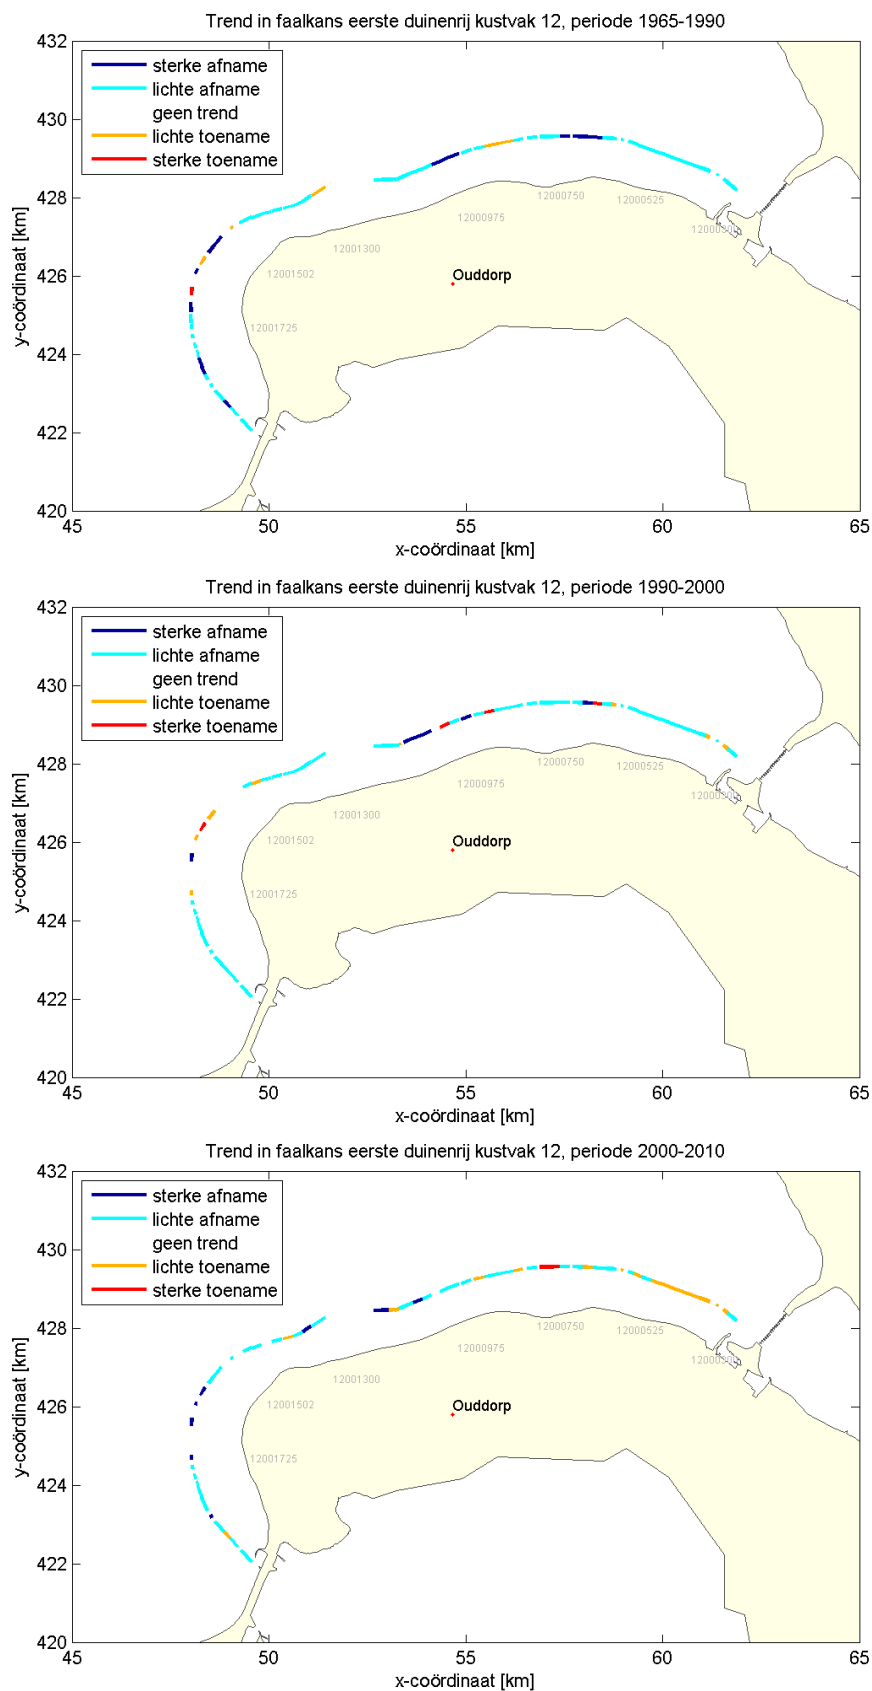 Trend in faalkans eerste duinenrij kustvak 12, periode 1965-1990
432
sterke afname
lichte afname
430
geen trend
lichte toename
sterke toename
428
12000750
12000525
12000975
12000300
12001300
y-coördinaat [km]
426
12001502
Ouddorp
12001725
424
422
420
45 50 55 60 65
x-coördinaat [km]
Trend in faalkans eerste duinenrij kustvak 12, periode 1990-2000
432
sterke afname
lichte afname
430
geen trend
lichte toename
sterke toename
428
12000750
12000525
12000975
12000300
12001300
y-coördinaat [km]
426
12001502
Ouddorp
12001725
424
422
420
45 50 55 60 65
x-coördinaat [km]
Trend in faalkans eerste duinenrij kustvak 12, periode 2000-2010
432
sterke afname
lichte afname
430
geen trend
lichte toename
sterke toename
428
12000750
12000525
12000975
12000300
12001300
y-coördinaat [km]
426
12001502
Ouddorp
12001725
424
422
420
45 50 55 60 65
x-coördinaat [km]